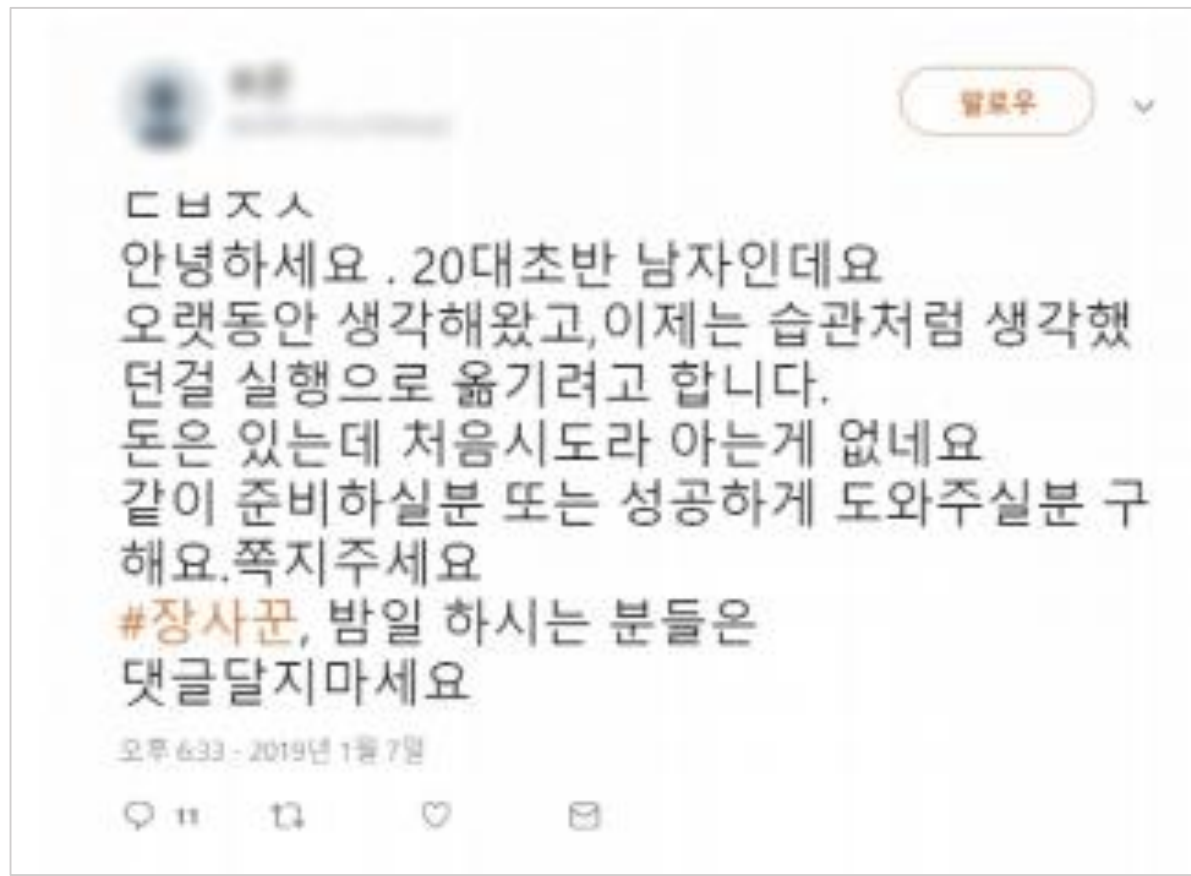 팔로우
ㄷㅂㅈㅅ
안녕하세요 . 20대초반 남자인데요
오랫동안 생각해왔고,이제는 습관처럼 생각했
던걸 실행으로 옮기려고 합니다.
돈은 있는데 처음시도라 아는게 없네요
같이 준비하실분 또는 성공하게 도와주실분 구
해요.쪽지주세요
#장사꾼, 밤일 하시는 분들은
댓글달지마세요
오후 6:33 - 2019년 1월 7일
11